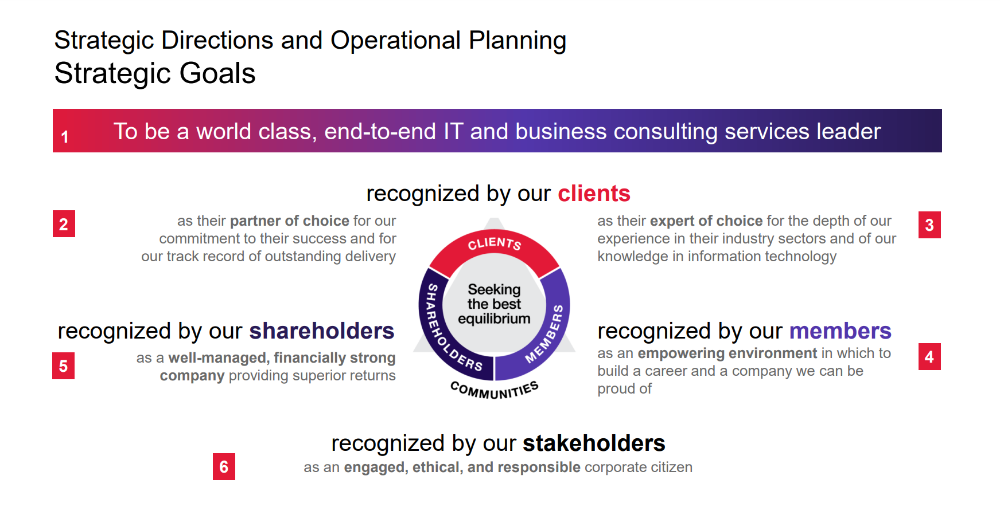 Strategic Directions and Operational Planning
Strategic Goals
1
To be a world class, end-to-end IT and business consulting services leader
recognized by our clients
2
as their partner of choice for our
commitment to their success and for
our track record of outstanding delivery
as their expert of choice for the depth of our
experience in their industry sectors and of our
knowledge in information technology
3
CLIENTS
SHAREHOLDERS
MEMBERS
Seeking
the best
equilibrium
COMMUNITIES
recognized by our shareholders
5
as a well-managed, financially strong
company providing superior returns
recognized by our members
as an empowering environment in which to
build a career and a company we can be
proud of
4
recognized by our stakeholders
6
as an engaged, ethical, and responsible corporate citizen